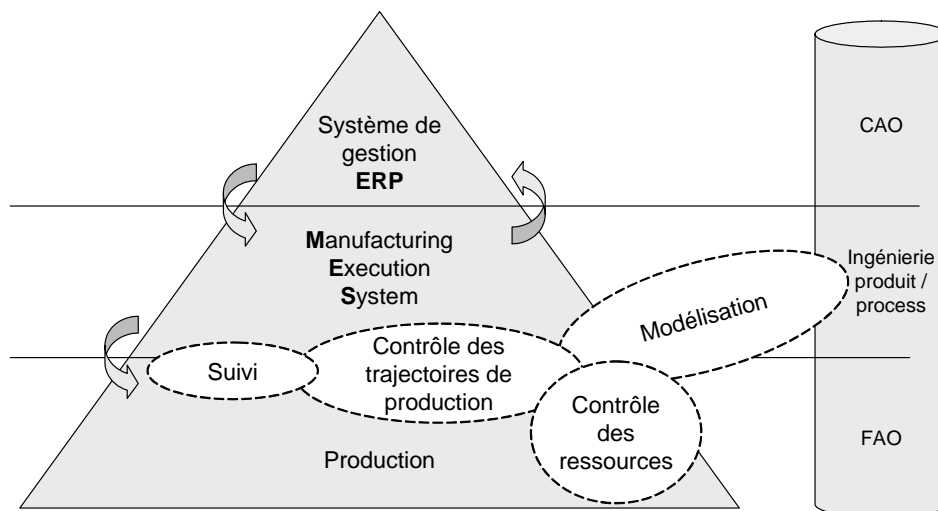 Système de
gestion
ERP
Manufacturing
Execution
System
Suivi
Contrôle des
trajectoires de
production
Modélisation
Contrôle
des
ressources
Production
CAO
Ingénierie
produit /
process
FAO